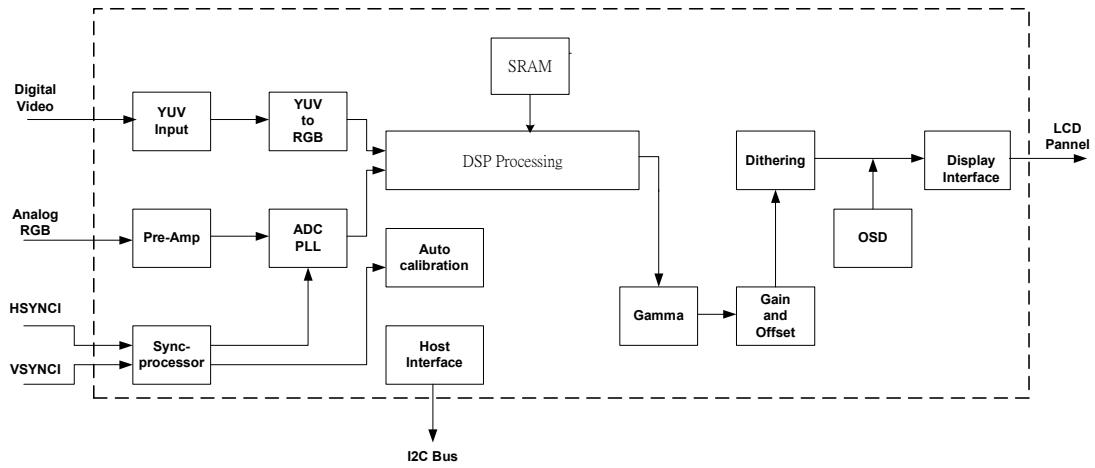 SRAM
Digital
Video
YUV
Input
YUV
to
RGB
DSP Processing
Dithering
Display
Interface
LCD
Pannel
Analog
RGB
Pre-Amp
ADC
PLL
Auto
calibration
OSD
HSYNCI
VSYNCI
Sync-
processor
Host
Interface
Gamma
Gain
and
Offset
I2C Bus